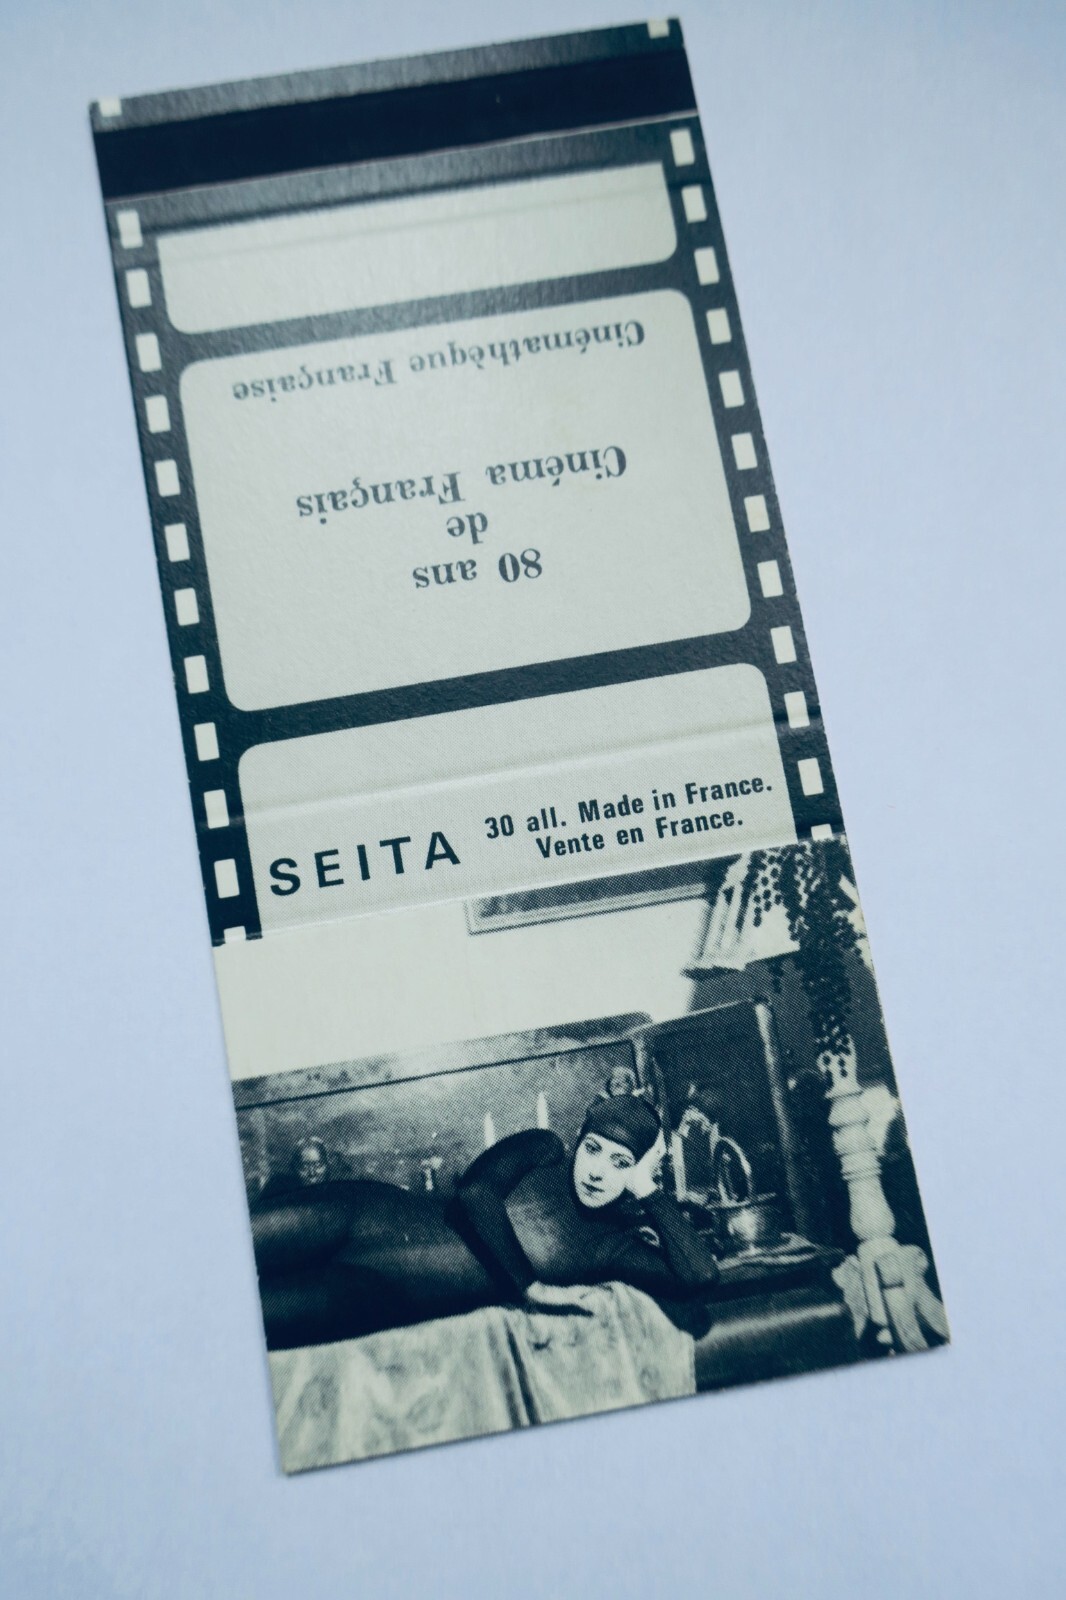 80 ans
de
Cinéma Français
Cinémathèque Française
SEITA
30 all. Made in France.
Vente en France.